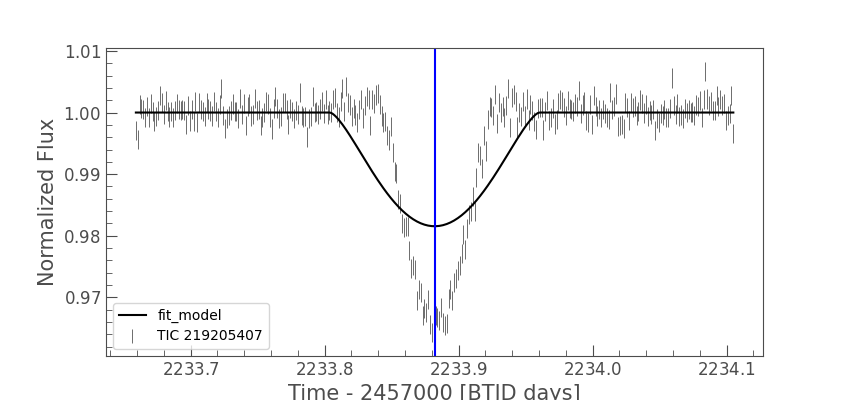 1.01
1.00
0.99
0.98
0.97
Normalized Flux
fit_model
TIC 219205407
2233.7 2233.8 2233.9 2234.0 2234.1
Time - 2457000 [BTJD days]